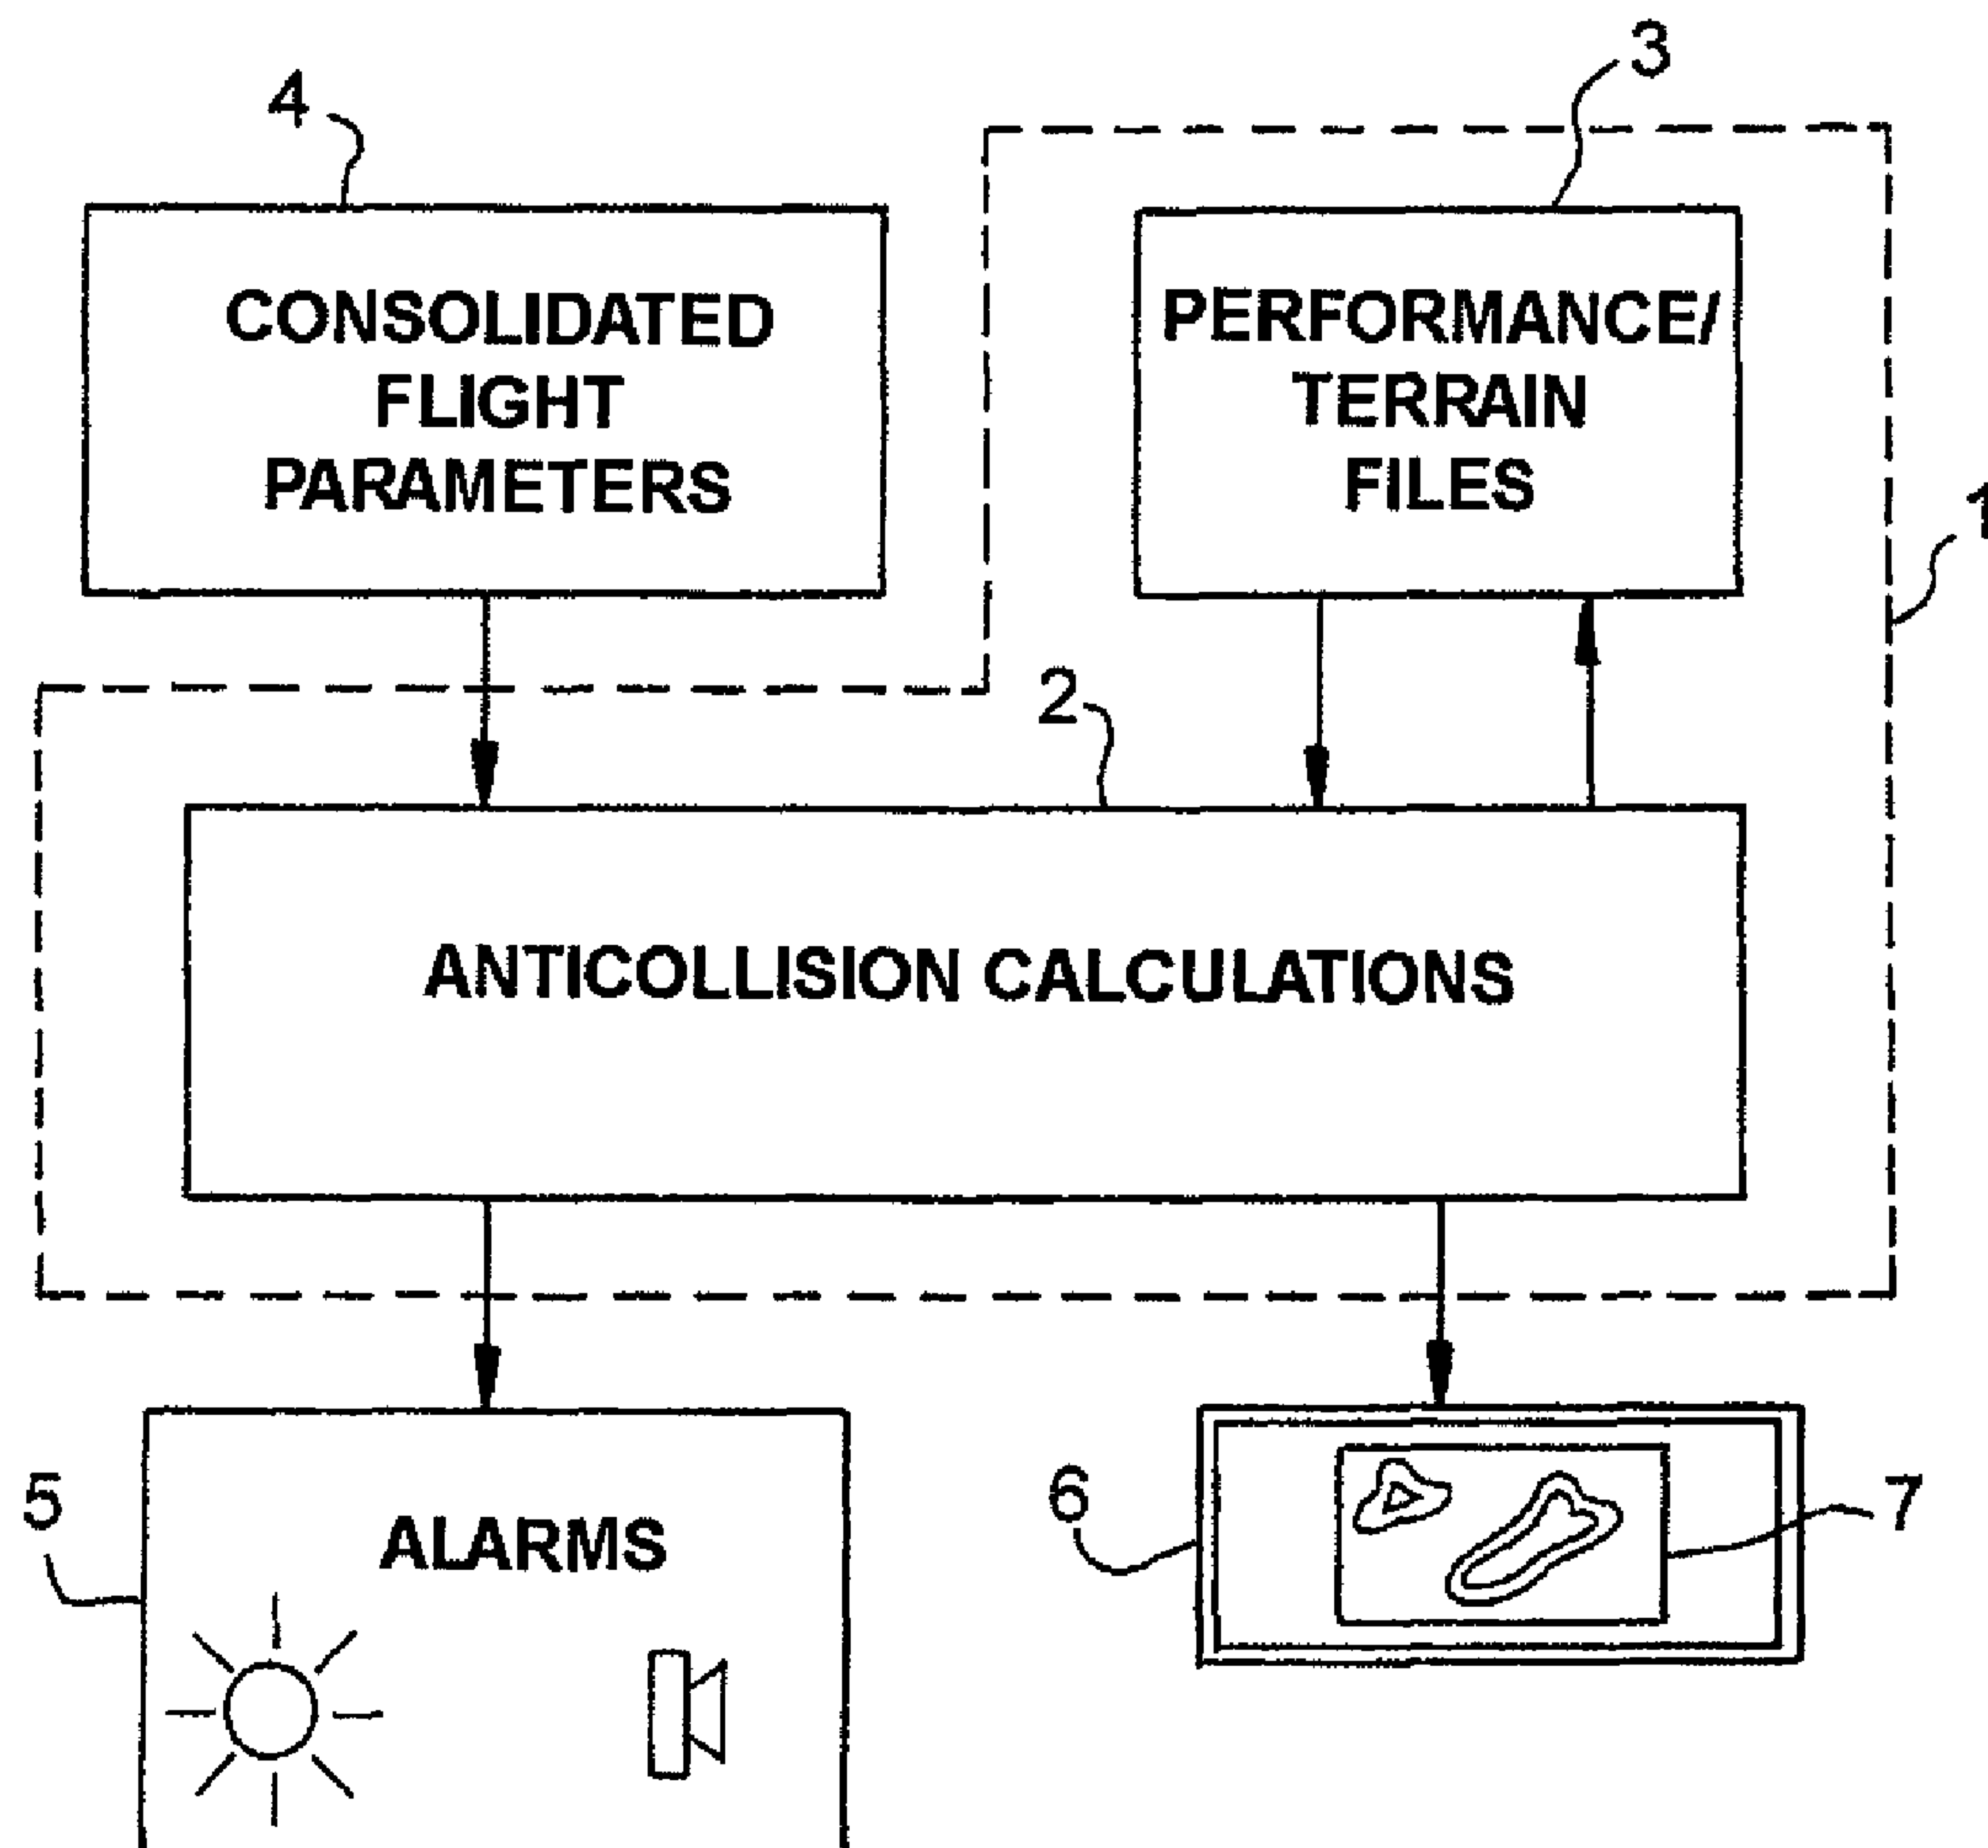 4
3
CONSOLIDATED
FLIGHT
PARAMETERS
PERFORMANCE/
TERRAIN
FILES
1
2
ANTICOLLISION CALCULATIONS
5
ALARMS
6
7